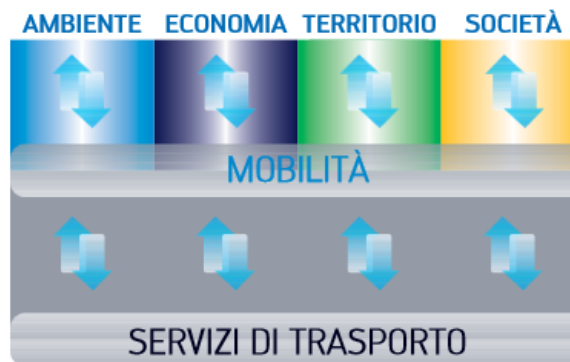 AMBIENTE ECONOMIA TERRITORIO SOCIETÀ
MOBILITÀ
SERVIZI DI TRASPORTO